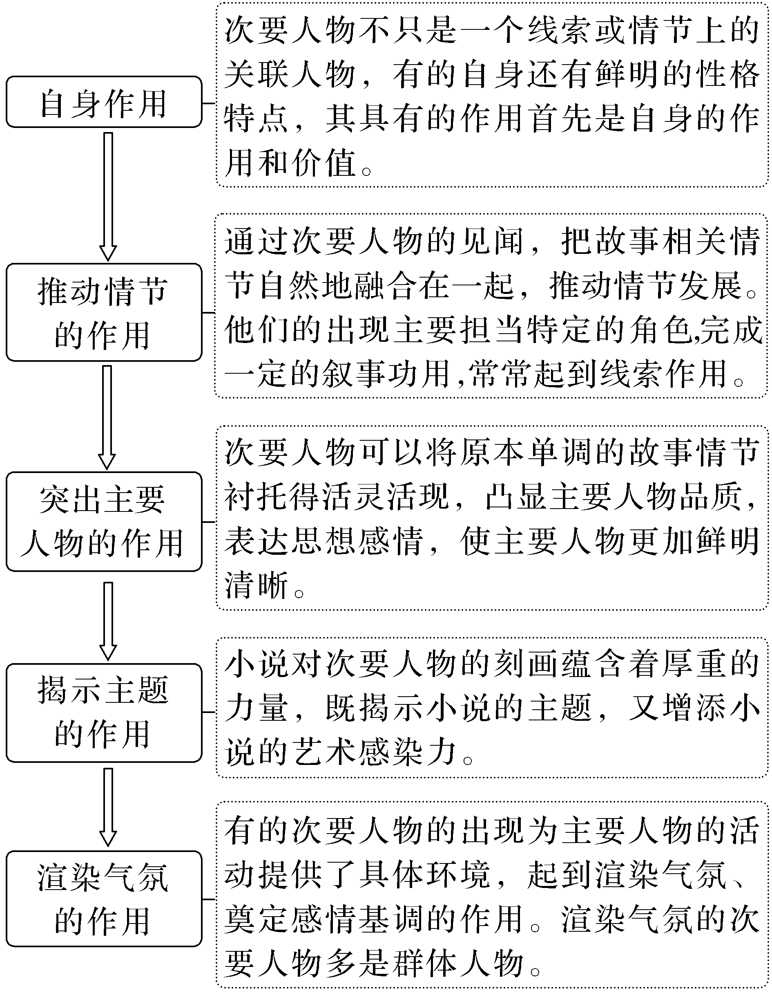 自身作用
次要人物不只是一个线索或情节上的
关联人物，有的自身还有鲜明的性格
特点，其具有的作用首先是自身的作
用和价值。
推动情节
的作用
通过次要人物的见闻，把故事相关情
节自然地融合在一起，推动情节发展。
他们的出现主要担当特定的角色,完成
一定的叙事功用,常常起到线索作用。
突出主要
人物的作用
次要人物可以将原本单调的故事情节
衬托得活灵活现，凸显主要人物品质，
表达思想感情，使主要人物更加鲜明
清晰。
揭示主题
的作用
小说对次要人物的刻画蕴含着厚重的
力量，既揭示小说的主题，又增添小
说的艺术感染力。
渲染气氛
的作用
有的次要人物的出现为主要人物的活
动提供了具体环境，起到渲染气氛、
奠定感情基调的作用。渲染气氛的次
要人物多是群体人物。